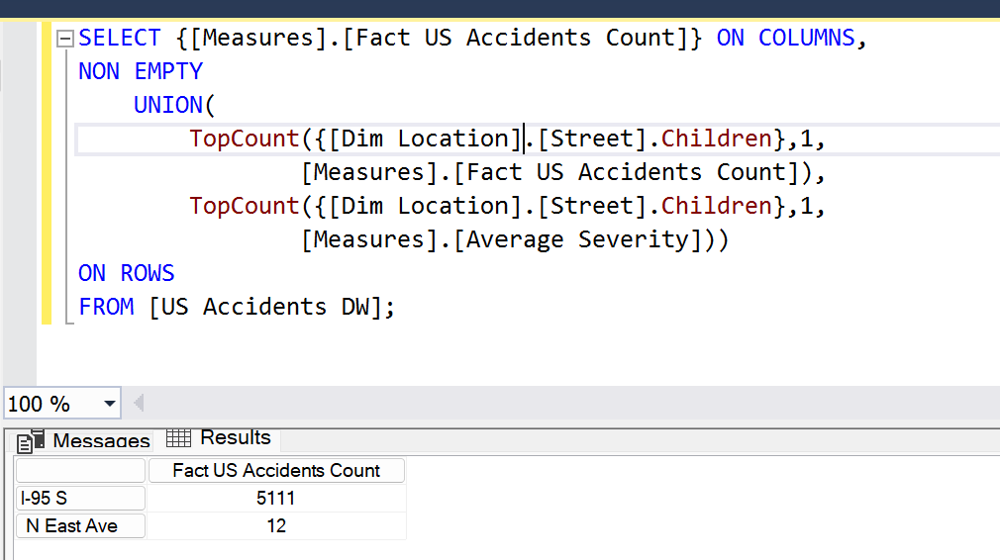 SELECT {[Measures].[Fact US Accidents Count]} ON COLUMNS,
NON EMPTY
UNION(
TopCount({[Dim Location].[Street].Children},1,
[Measures].[Fact US Accidents Count]),
TopCount({[Dim Location].[Street].Children},1,
[Measures].[Average Severity]))
ON ROWS
FROM [US Accidents DW];
100 %
Messages Results
Fact US Accidents Count
I-95 S 5111
N East Ave 12